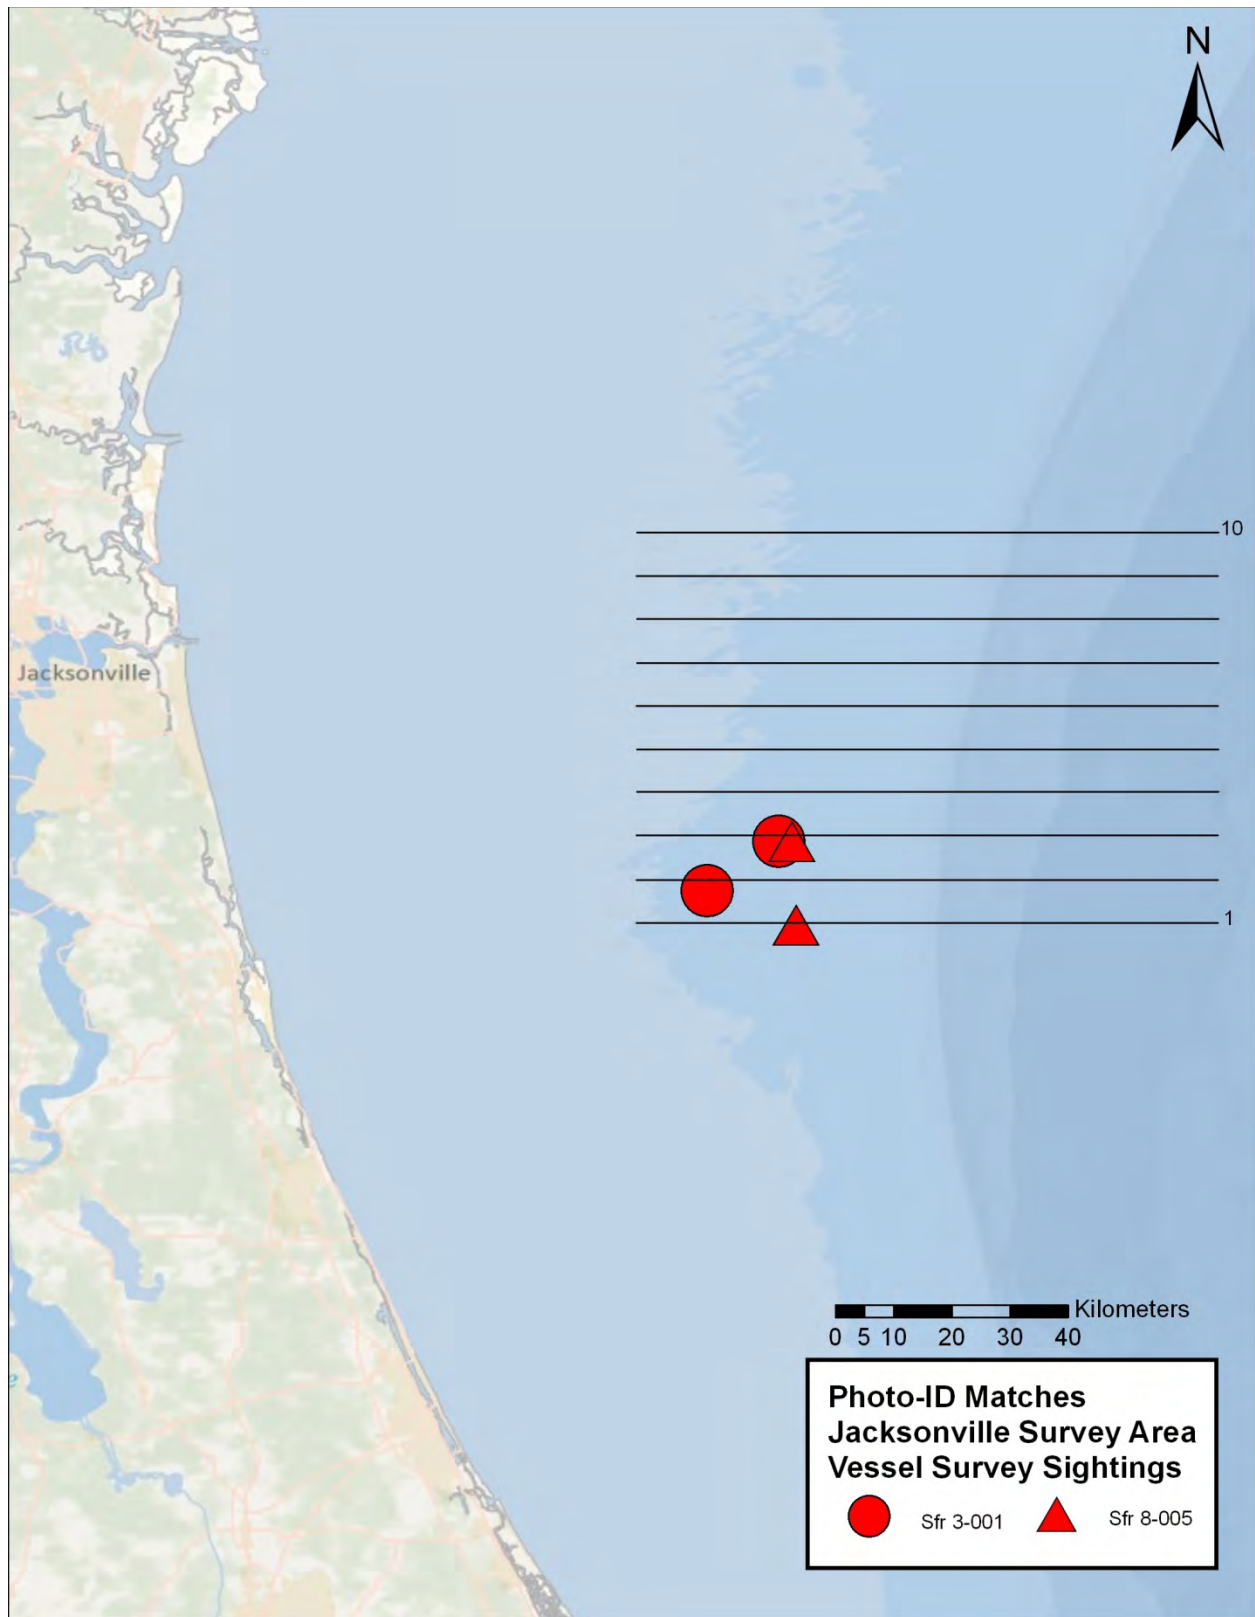 N
10
Jacksonville
1
Kilometers
0 5 10 20 30 40
e
Photo-ID Matches
Jacksonville Survey Area
Vessel Survey Sightings
Sfr 3-001 Sfr 8-005